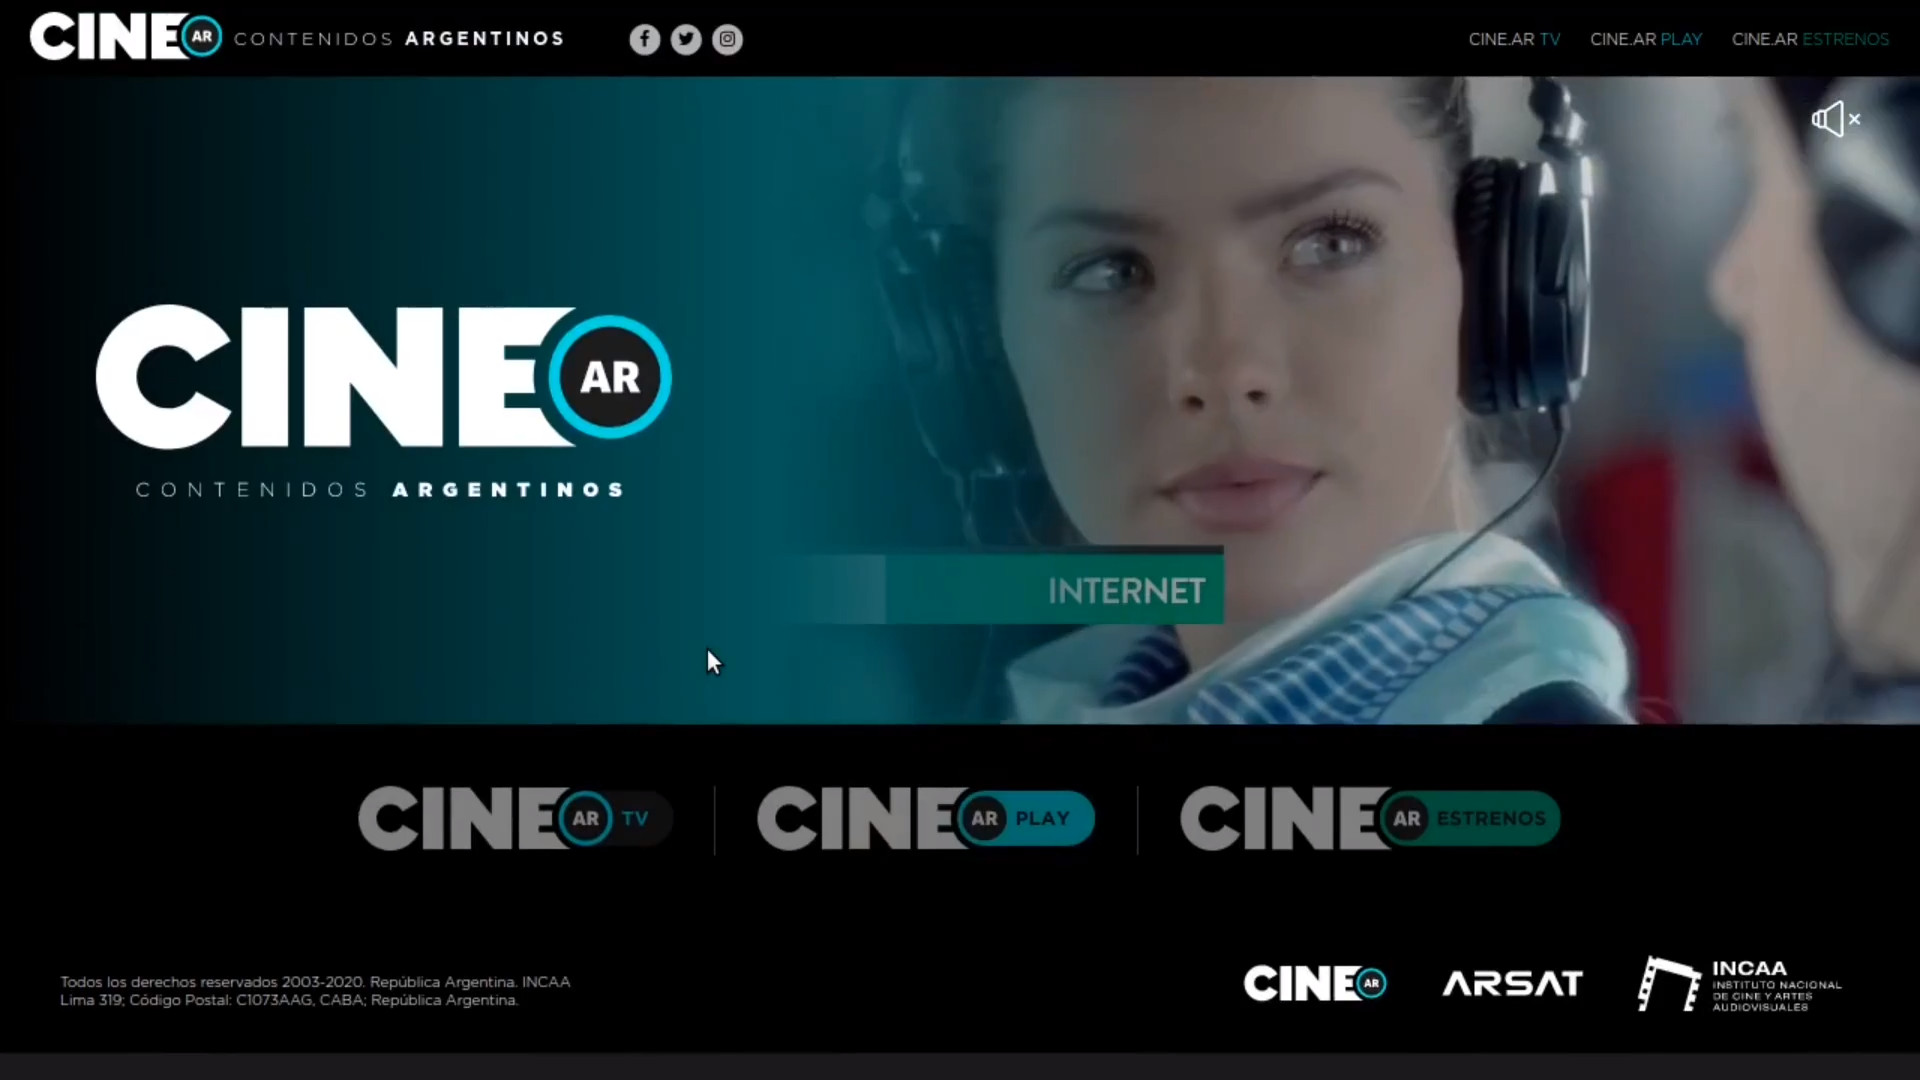 CINE AR CONTENIDOS ARGENTINOS
CINE.AR TV CINE.AR PLAY CINE.AR ESTRENOS
CINE AR
CONTENIDOS ARGENTINOS
INTERNET
CINE AR TV
CINE AR PLAY
CINE AR ESTRENOS
Todos los derechos reservados 2003-2020. República Argentina. INCAA
Lima 319; Código Postal: C1073AAG, CABA; República Argentina.
CINE AR
ARSAT
INCAA
INSTITUTO NACIONAL
DE CINE Y ARTES
AUDIOVISUALES